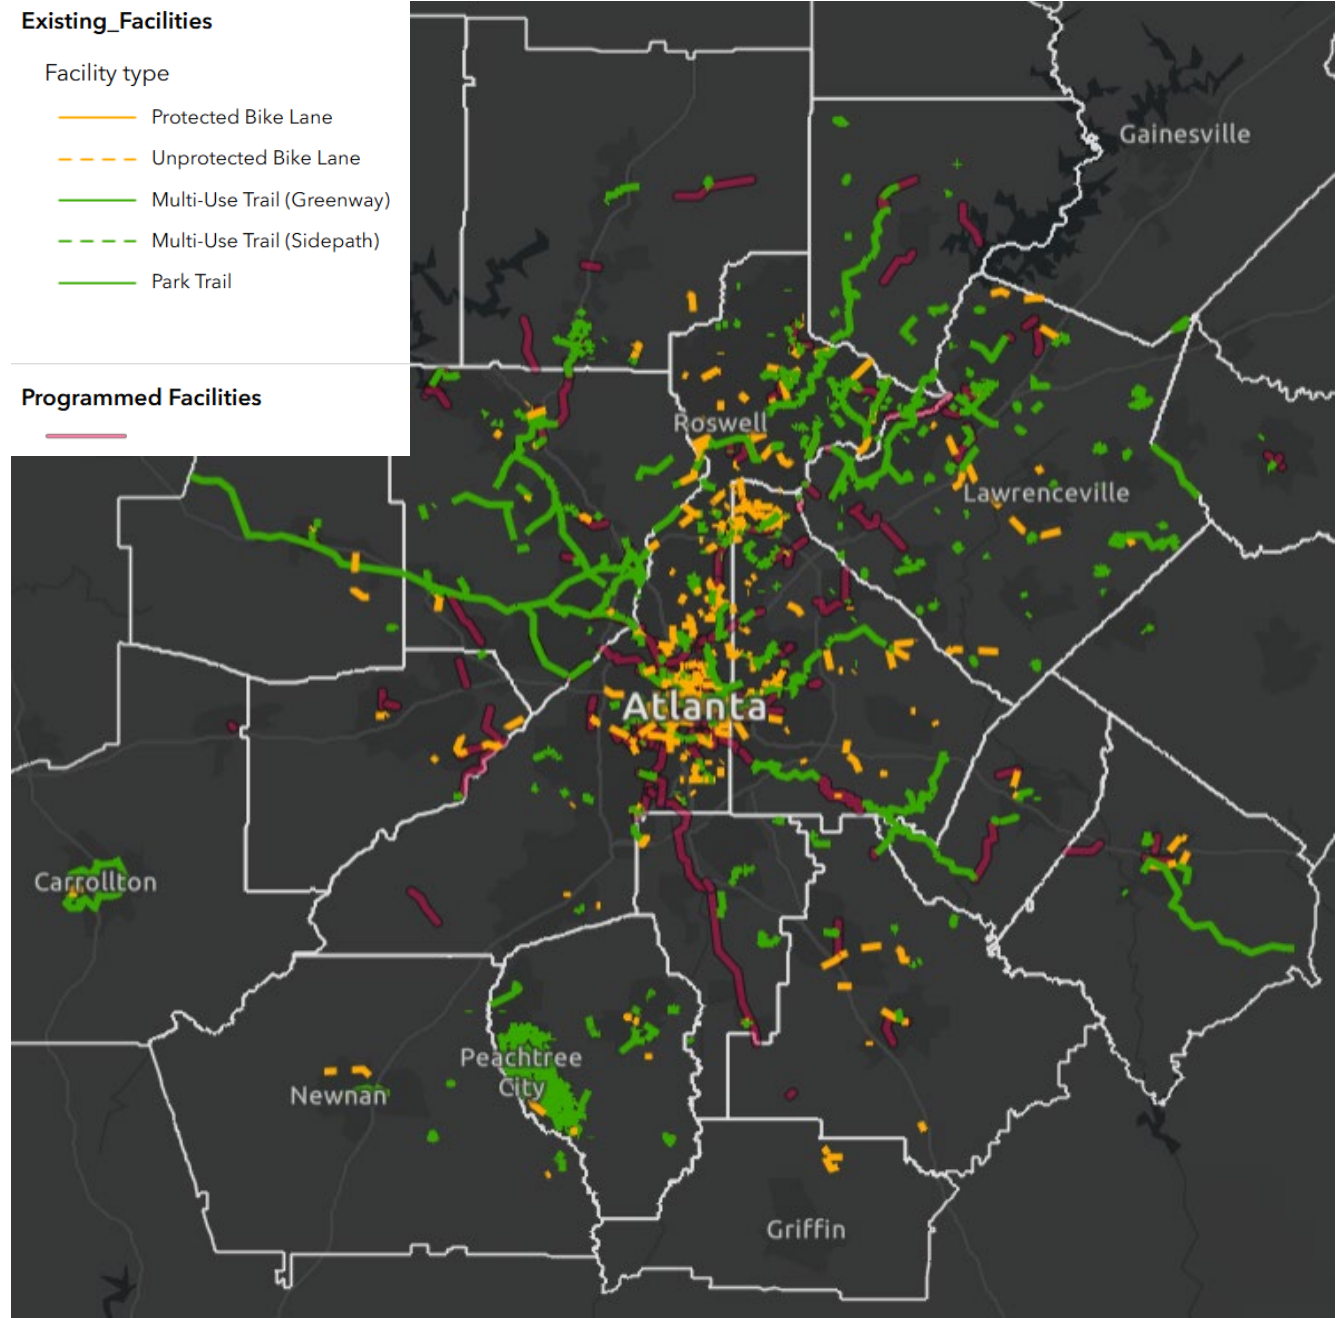 Existing_Facilities
Facility type
Protected Bike Lane
Unprotected Bike Lane
Multi-Use Trail (Greenway)
Multi-Use Trail (Sidepath)
Park Trail
Programmed Facilities
Gainesville
Roswell
Lawrenceville
Atlanta
Carrollton
Peachtree
City
Newnan
Griffin